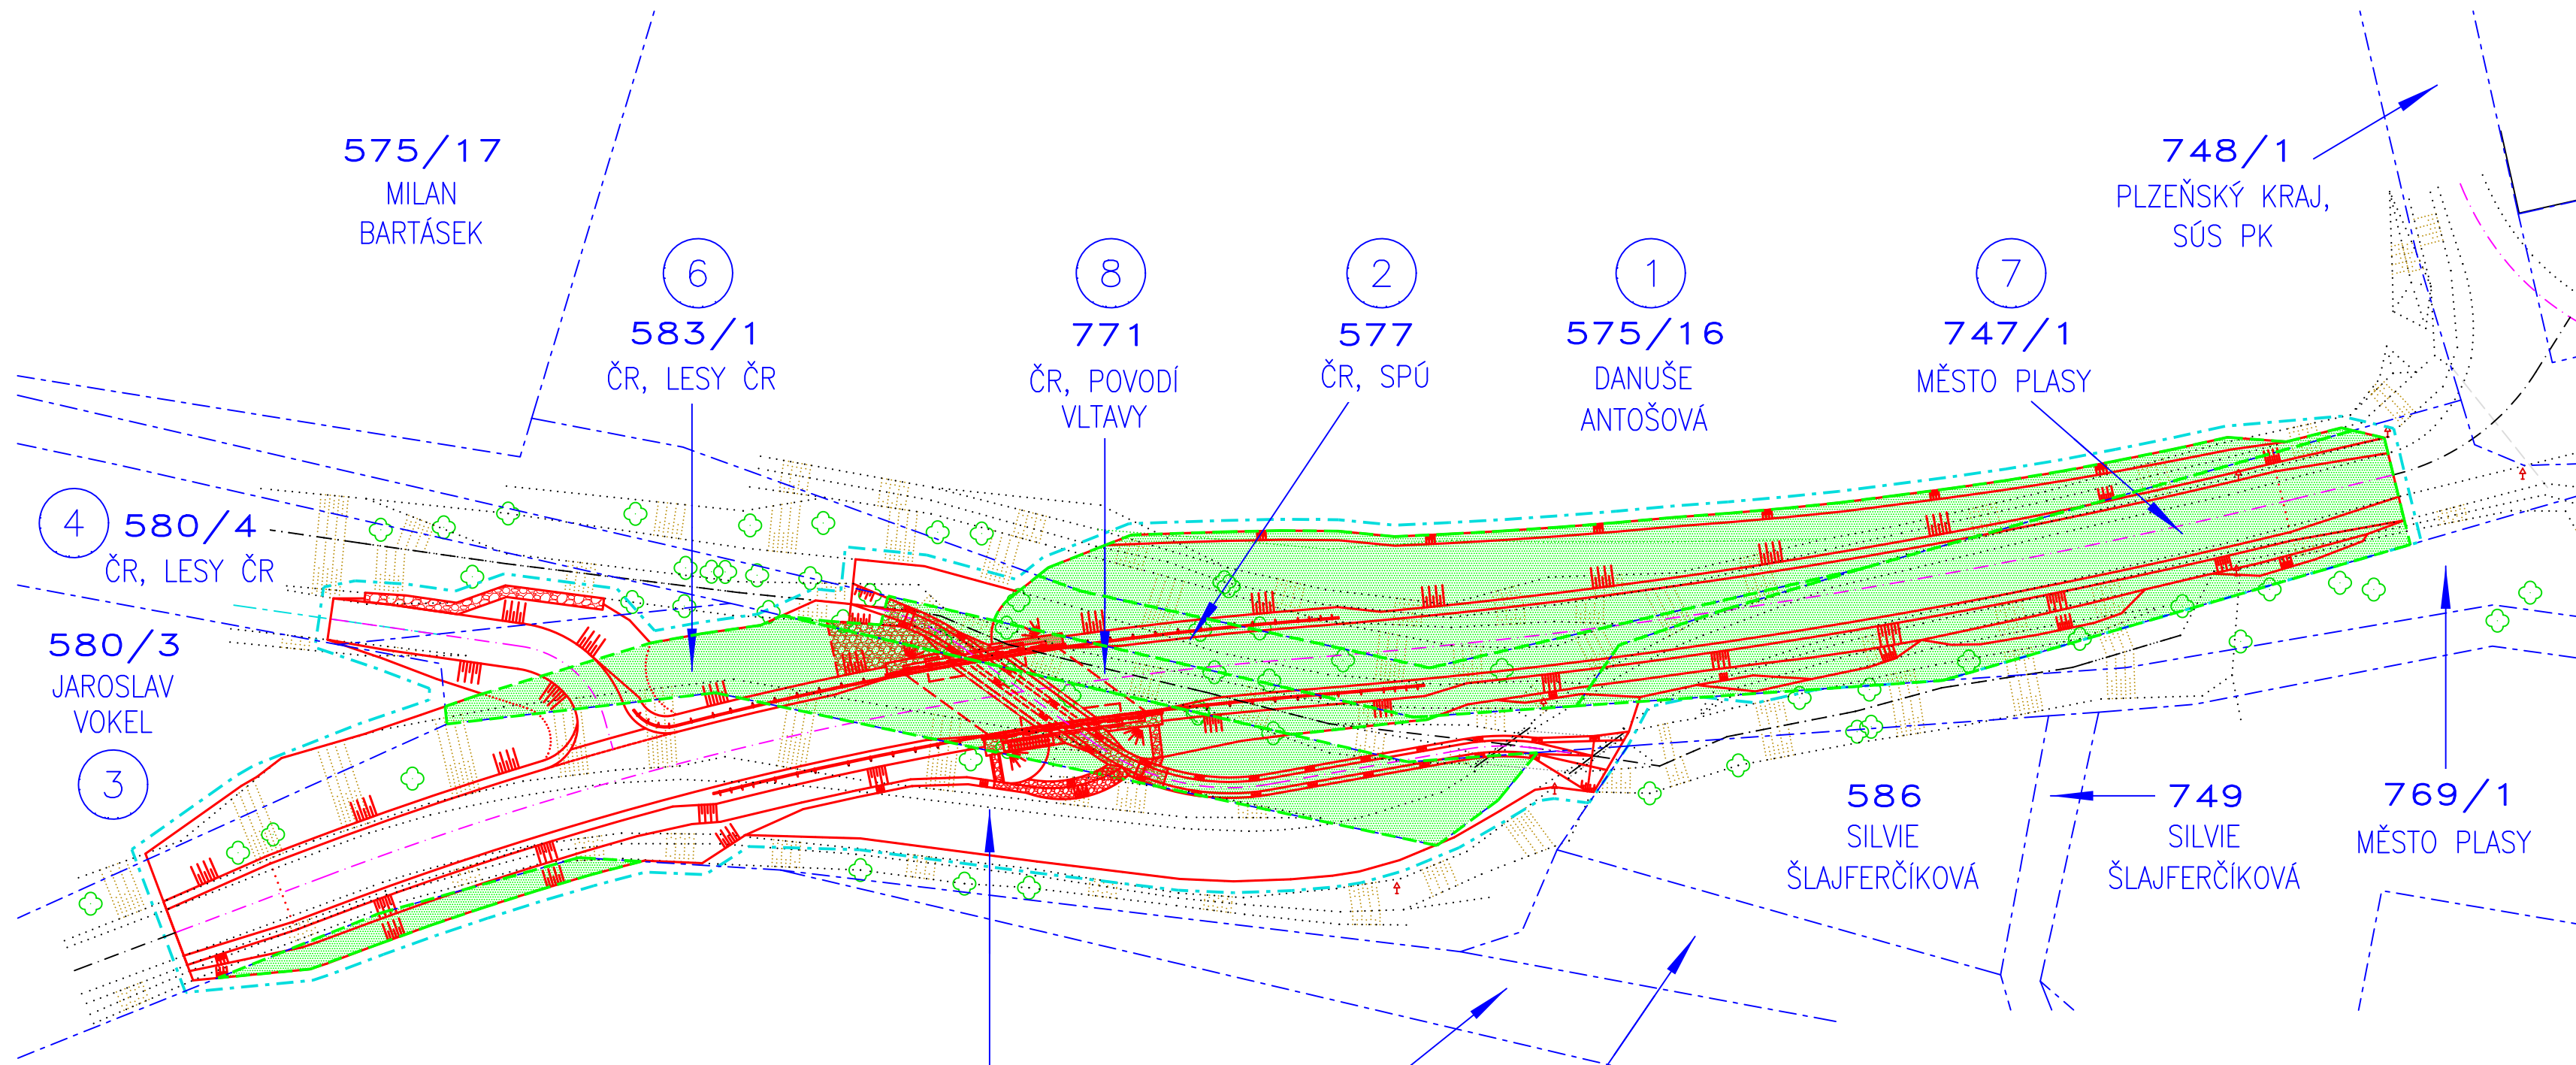 575/17
MILAN
BARTÁSEK
748/1
PLZEŇSKÝ KRAJ,
SÚS PK
6
583/1
ČR, LESY ČR
8
771
ČR, POVODÍ
VLTAVY
2
577
ČR, SPÚ
1
575/16
DANUŠE
ANTOŠOVÁ
7
747/1
MĚSTO PLASY
4
580/4
ČR, LESY ČR
580/3
JAROSLAV
VOKEL
3
586
SILVIE
ŠLAJFERČÍKOVÁ
749
SILVIE
ŠLAJFERČÍKOVÁ
769/1
MĚSTO PLASY